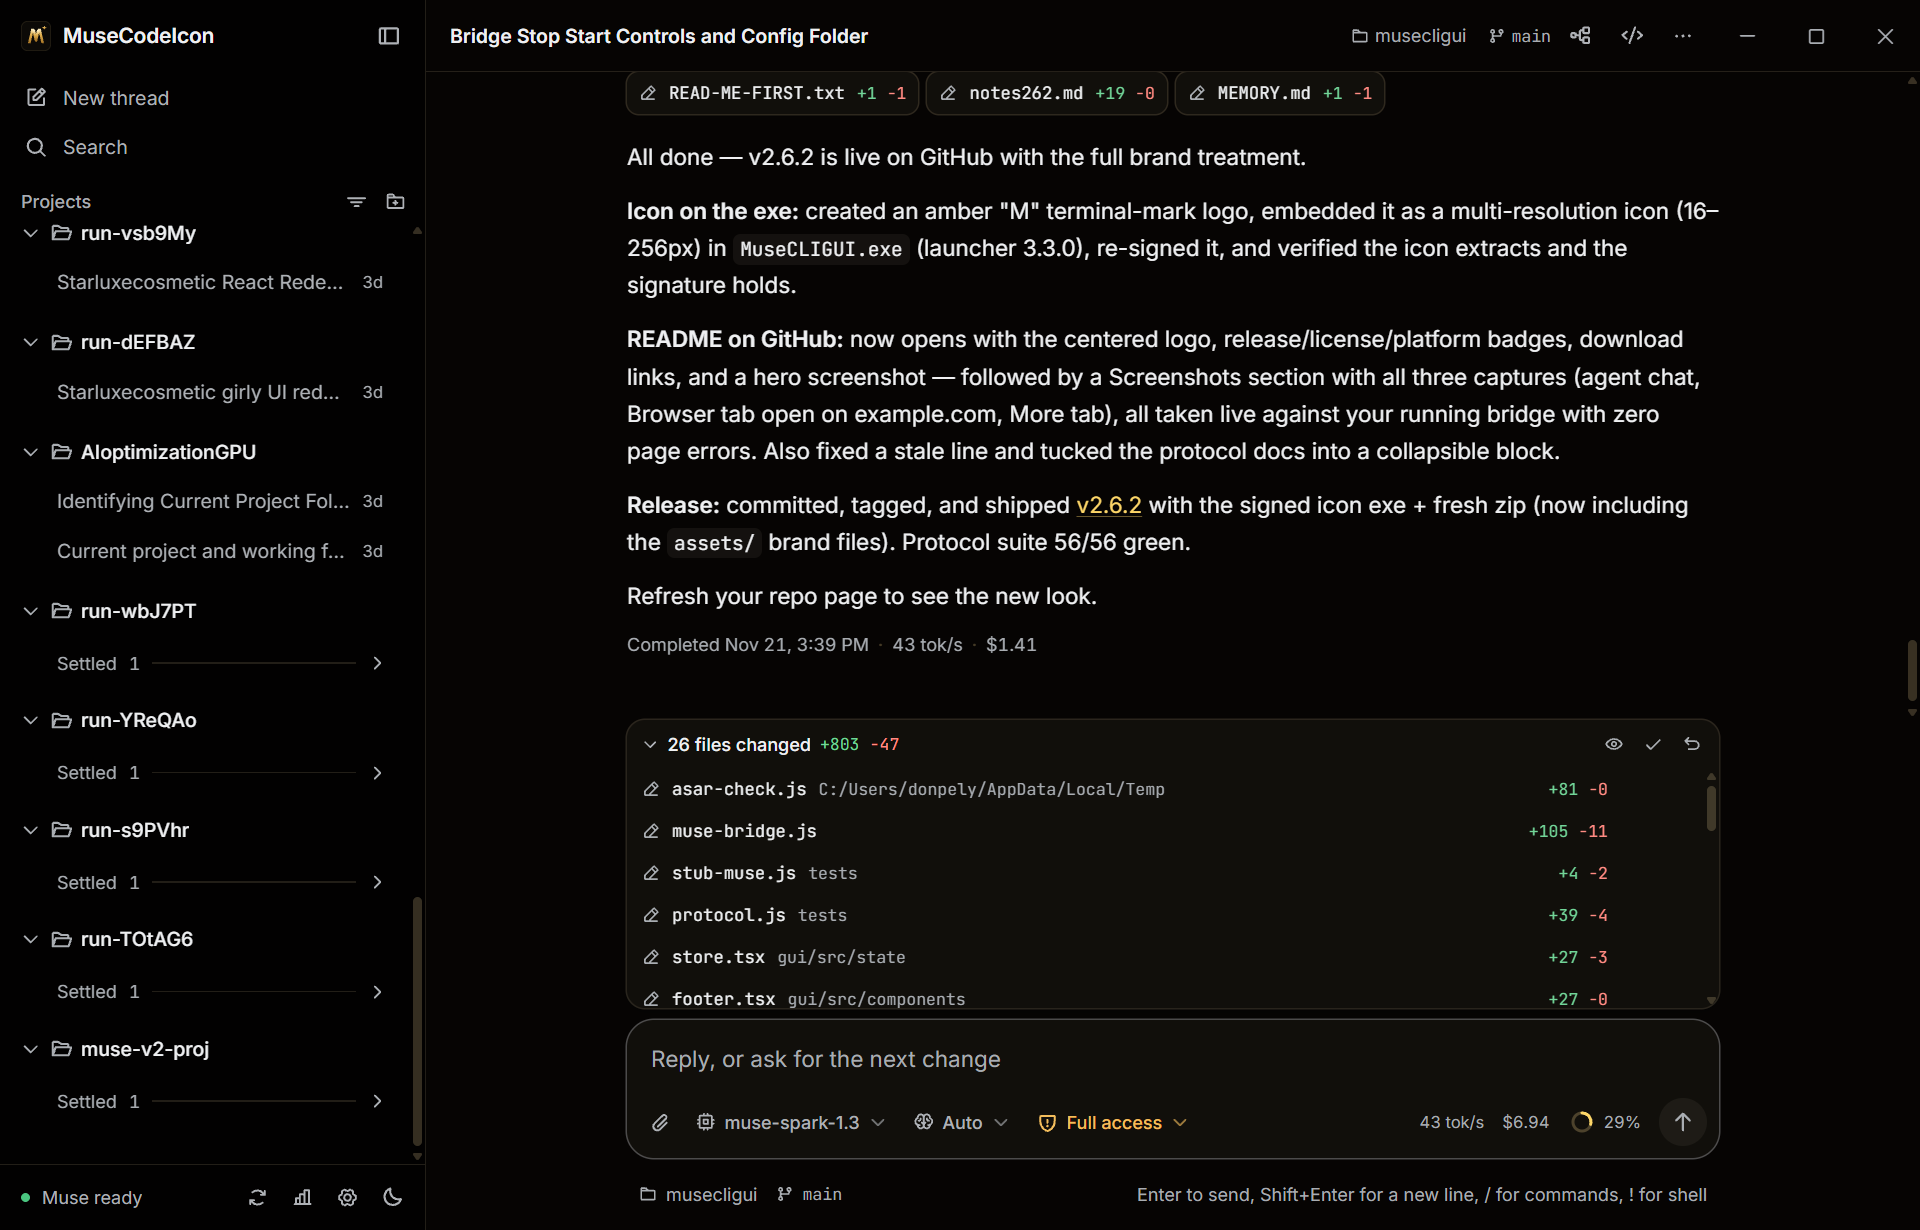 MuseCodeIcon
New thread
Search
Projects
run-vsb9My
Starluxecosmetic React Rede... 3d
run-dEFBAZ
Starluxecosmetic girly UI red... 3d
AIoptimizationGPU
Identifying Current Project Fol... 3d
Current project and working f... 3d
run-wbJ7PT
Settled 1
run-YReQAo
Settled 1
run-s9PVhr
Settled 1
run-TOtAG6
Settled 1
muse-v2-proj
Settled 1
Muse ready
Bridge Stop Start Controls and Config Folder
musecligui main
READ-ME-FIRST.txt +1 -1 notes262.md +19 -0 MEMORY.md +1 -1
All done — v2.6.2 is live on GitHub with the full brand treatment.
Icon on the exe: created an amber "M" terminal-mark logo, embedded it as a multi-resolution icon (16–
256px) in MuseCLIGUI.exe (launcher 3.3.0), re-signed it, and verified the icon extracts and the
signature holds.
README on GitHub: now opens with the centered logo, release/license/platform badges, download
links, and a hero screenshot — followed by a Screenshots section with all three captures (agent chat,
Browser tab open on example.com, More tab), all taken live against your running bridge with zero
page errors. Also fixed a stale line and tucked the protocol docs into a collapsible block.
Release: committed, tagged, and shipped v2.6.2 with the signed icon exe + fresh zip (now including
the assets/ brand files). Protocol suite 56/56 green.
Refresh your repo page to see the new look.
Completed Nov 21, 3:39 PM · 43 tok/s · $1.41
26 files changed +803 -47
asar-check.js C:/Users/donpely/AppData/Local/Temp +81 -0
muse-bridge.js +105 -11
stub-muse.js tests +4 -2
protocol.js tests +39 -4
store.tsx gui/src/state +27 -3
footer.tsx gui/src/components +27 -0
Reply, or ask for the next change
muse-spark-1.3 Auto Full access 43 tok/s $6.94 29%
musecligui main Enter to send, Shift+Enter for a new line, / for commands, ! for shell